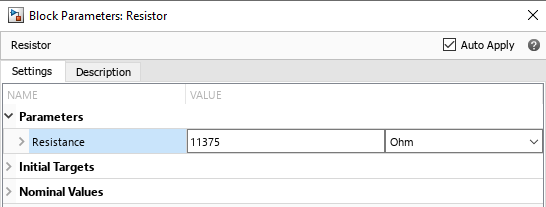 Block Parameters: Resistor
Resistor
Auto Apply
Settings Description
NAME VALUE
Parameters
Resistance 11375 Ohm
Initial Targets
Nominal Values